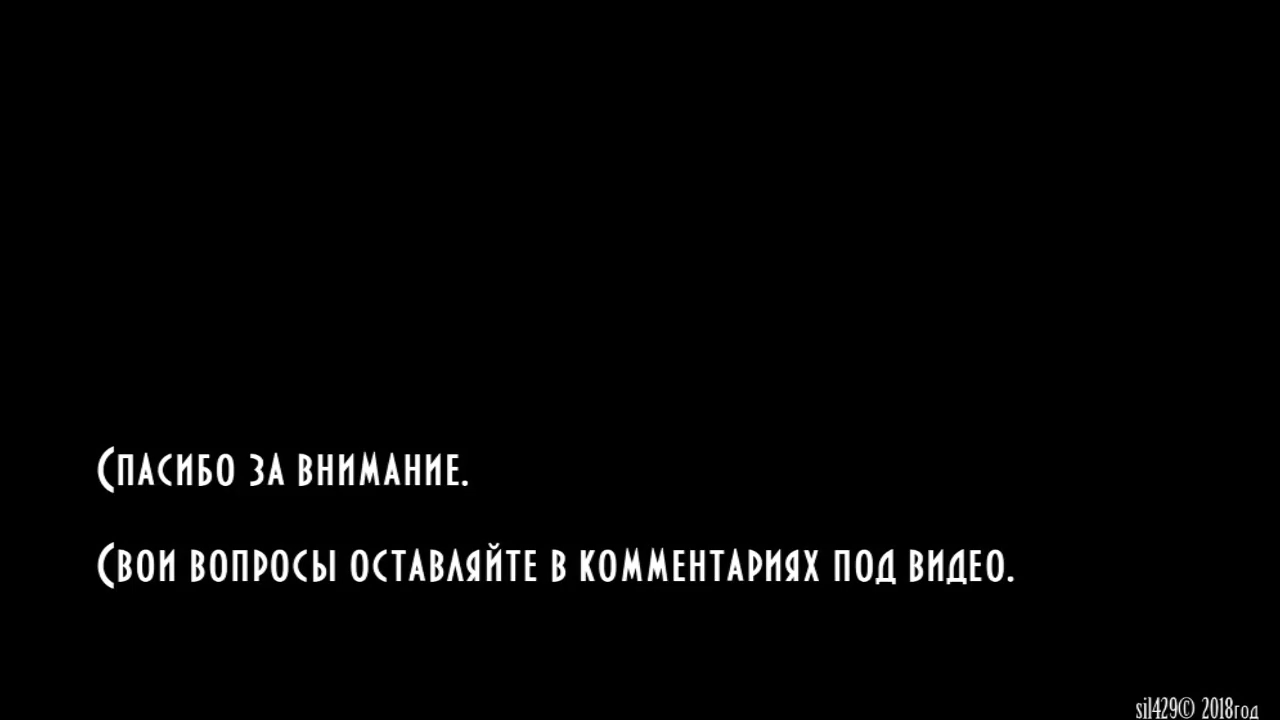 Спасибо за внимание.
Свои вопросы оставляйте в комментариях под видео.
sil429© 2018год